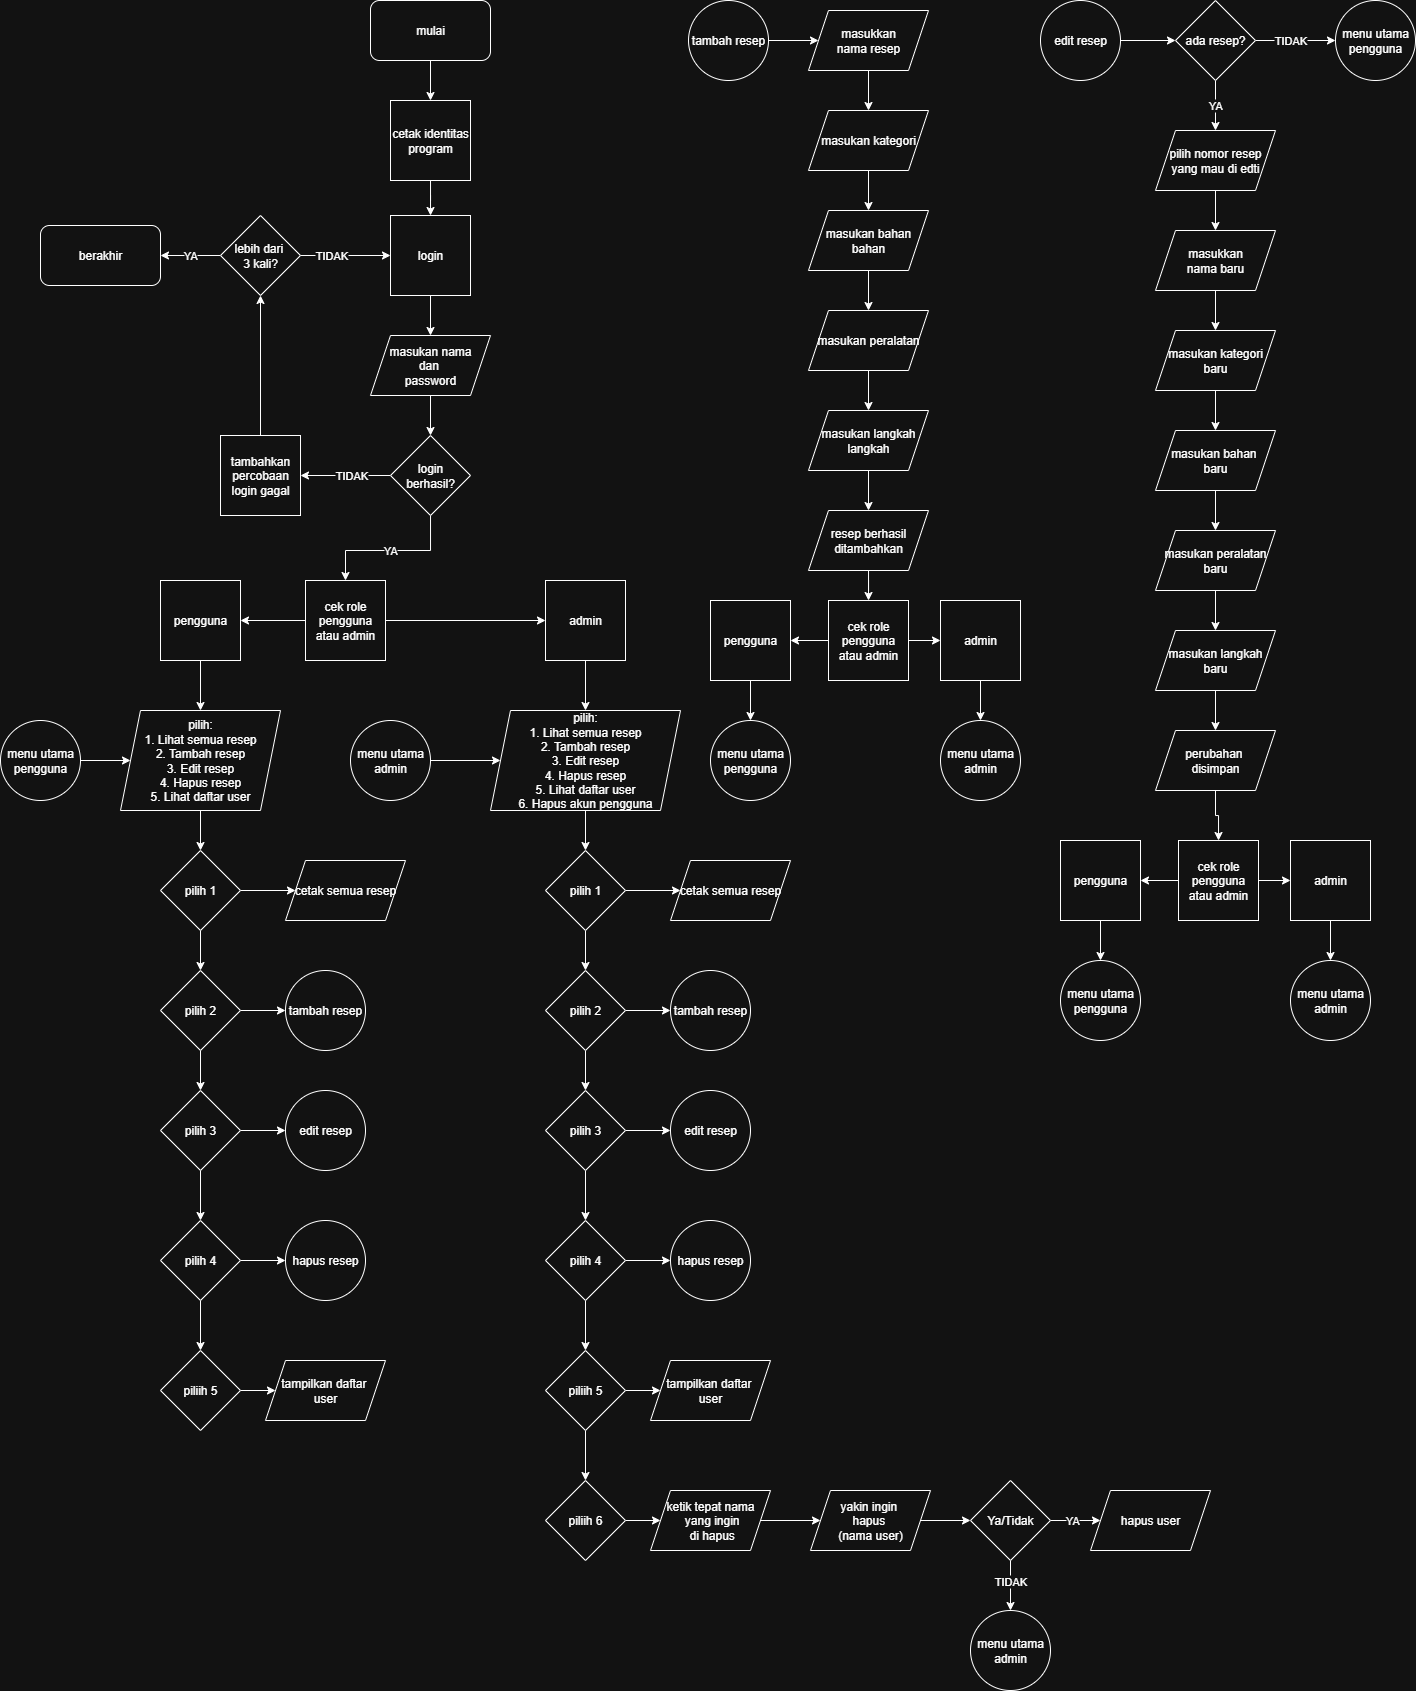 mulai
cetak identitas
program
login
lebih dari
3 kali?
YA
TIDAK
berakhir
masukan nama
dan
password
login
berhasil?
TIDAK
tambahkan
percobaan
login gagal
YA
cek role
pengguna
atau admin
pengguna
admin
menu utama
pengguna
pilih:
1. Lihat semua resep
2. Tambah resep
3. Edit resep
4. Hapus resep
5. Lihat daftar user
pilih 1
cetak semua resep
pilih 2
tambah resep
pilih 3
edit resep
pilih 4
hapus resep
piliih 5
tampilkan daftar
user
menu utama
admin
pilih:
1. Lihat semua resep
2. Tambah resep
3. Edit resep
4. Hapus resep
5. Lihat daftar user
6. Hapus akun pengguna
pilih 1
cetak semua resep
pilih 2
tambah resep
pilih 3
edit resep
pilih 4
hapus resep
piliih 5
tampilkan daftar
user
piliih 6
ketik tepat nama
yang ingin
di hapus
yakin ingin
hapus
(nama user)
Ya/Tidak
YA
hapus user
TIDAK
menu utama
admin
tambah resep
masukkan
nama resep
masukan kategori
masukan bahan
bahan
masukan peralatan
masukan langkah
langkah
resep berhasil
ditambahkan
pengguna
cek role
pengguna
atau admin
admin
menu utama
pengguna
menu utama
admin
edit resep
ada resep?
TIDAK
menu utama
pengguna
YA
pilih nomor resep
yang mau di edti
masukkan
nama baru
masukan kategori
baru
masukan bahan
baru
masukan peralatan
baru
masukan langkah
baru
perubahan
disimpan
pengguna
cek role
pengguna
atau admin
admin
menu utama
pengguna
menu utama
admin